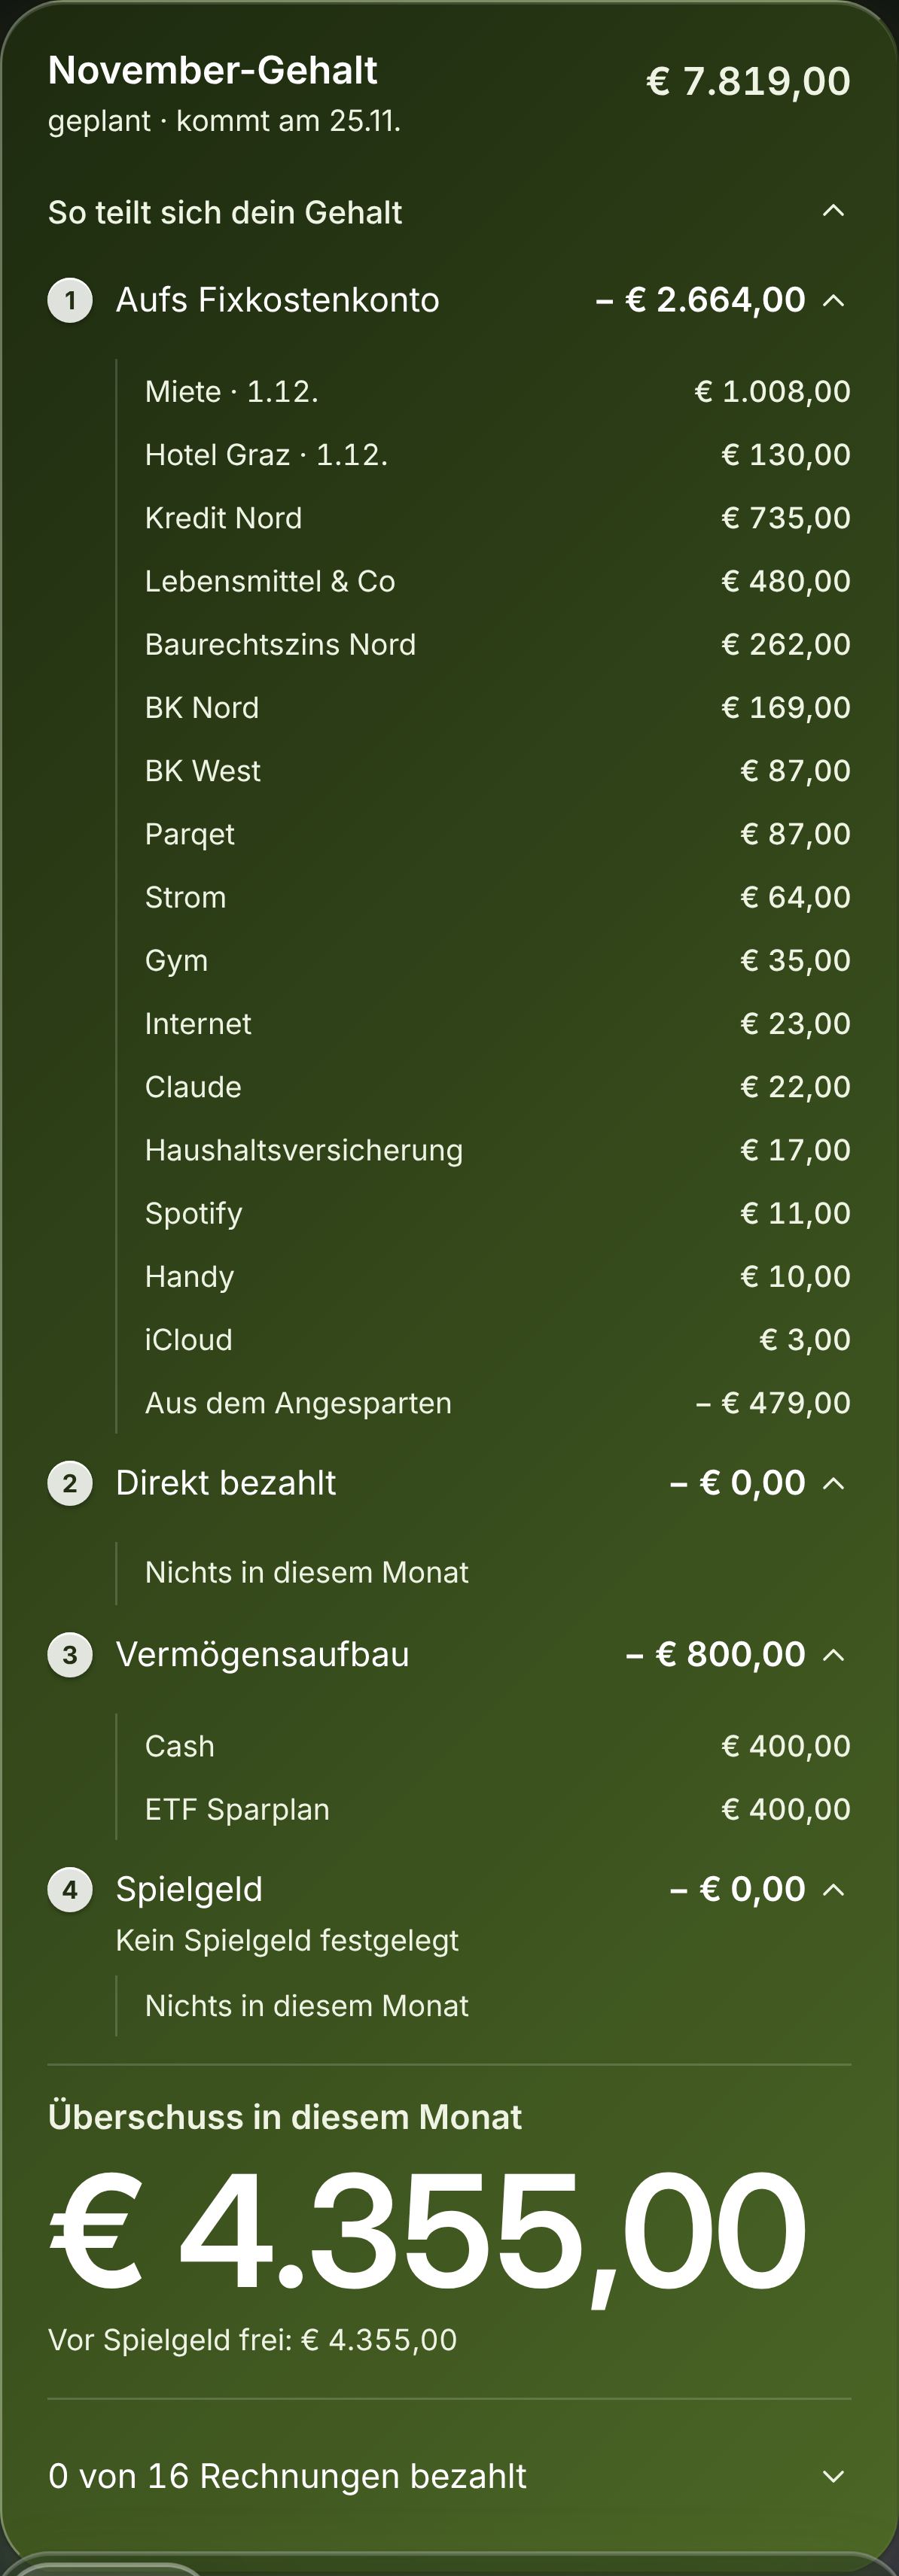 November-Gehalt
€ 7.819,00
geplant · kommt am 25.11.
So teilt sich dein Gehalt
1 Aufs Fixkostenkonto – € 2.664,00
Miete · 1.12. € 1.008,00
Hotel Graz · 1.12. € 130,00
Kredit Nord € 735,00
Lebensmittel & Co € 480,00
Baurechtszins Nord € 262,00
BK Nord € 169,00
BK West € 87,00
Parqet € 87,00
Strom € 64,00
Gym € 35,00
Internet € 23,00
Claude € 22,00
Haushaltsversicherung € 17,00
Spotify € 11,00
Handy € 10,00
iCloud € 3,00
Aus dem Angesparten – € 479,00
2 Direkt bezahlt – € 0,00
Nichts in diesem Monat
3 Vermögensaufbau – € 800,00
Cash € 400,00
ETF Sparplan € 400,00
4 Spielgeld – € 0,00
Kein Spielgeld festgelegt
Nichts in diesem Monat
Überschuss in diesem Monat
€ 4.355,00
Vor Spielgeld frei: € 4.355,00
0 von 16 Rechnungen bezahlt